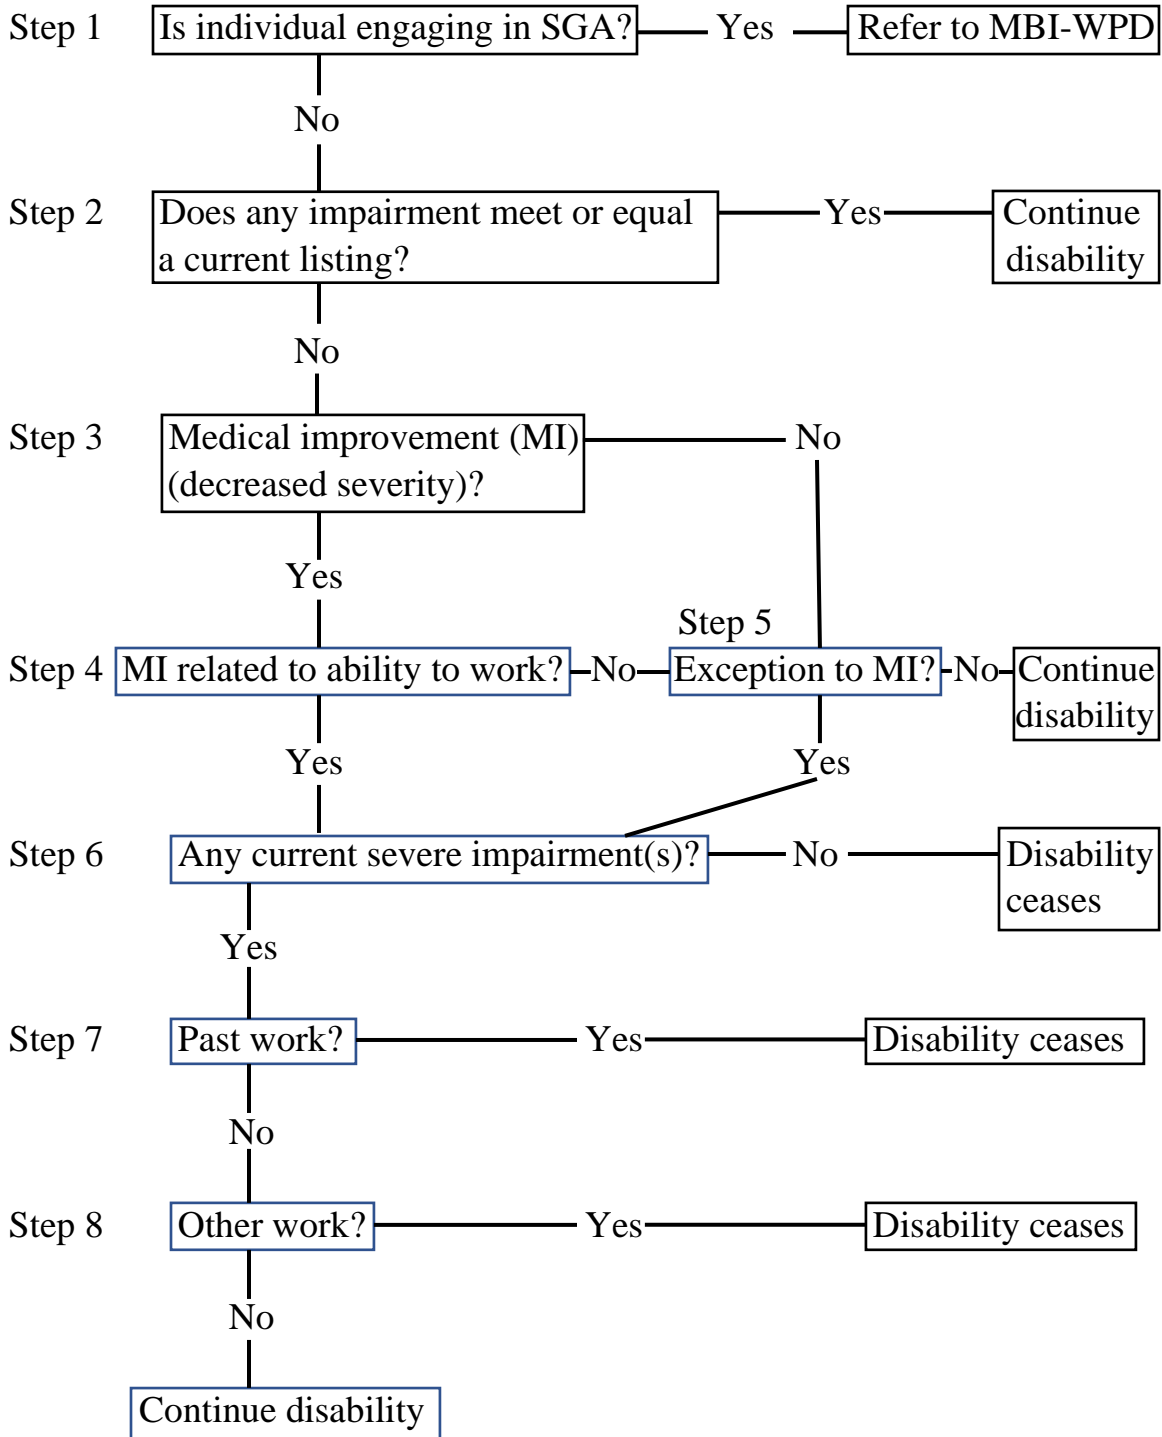 Step 1
Is individual engaging in SGA?
Yes
Refer to MBI-WPD
No
Step 2
Does any impairment meet or equal
a current listing?
Yes
Continue
disability
No
Step 3
Medical improvement (MI)
(decreased severity)?
No
Yes
Step 5
Step 4
MI related to ability to work?
No
Exception to MI?
No
Continue
disability
Yes
Yes
Step 6
Any current severe impairment(s)?
No
Disability
ceases
Yes
Step 7
Past work?
Yes
Disability ceases
No
Step 8
Other work?
Yes
Disability ceases
No
Continue disability